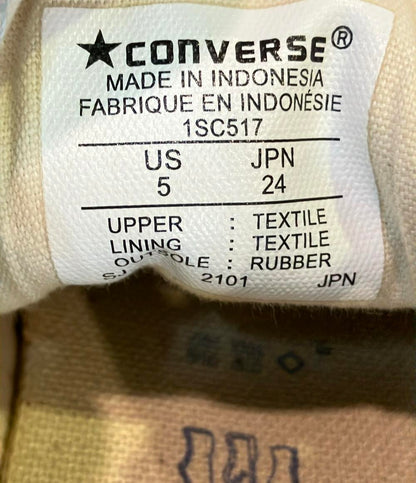 ★CONVERSE®
MADE IN INDONESIA
FABRIQUE EN INDONÉSIE
1SC517
US JPN
5 24
UPPER : TEXTILE
LINING : TEXTILE
OUTSOLE : RUBBER
SJ 2101 JPN